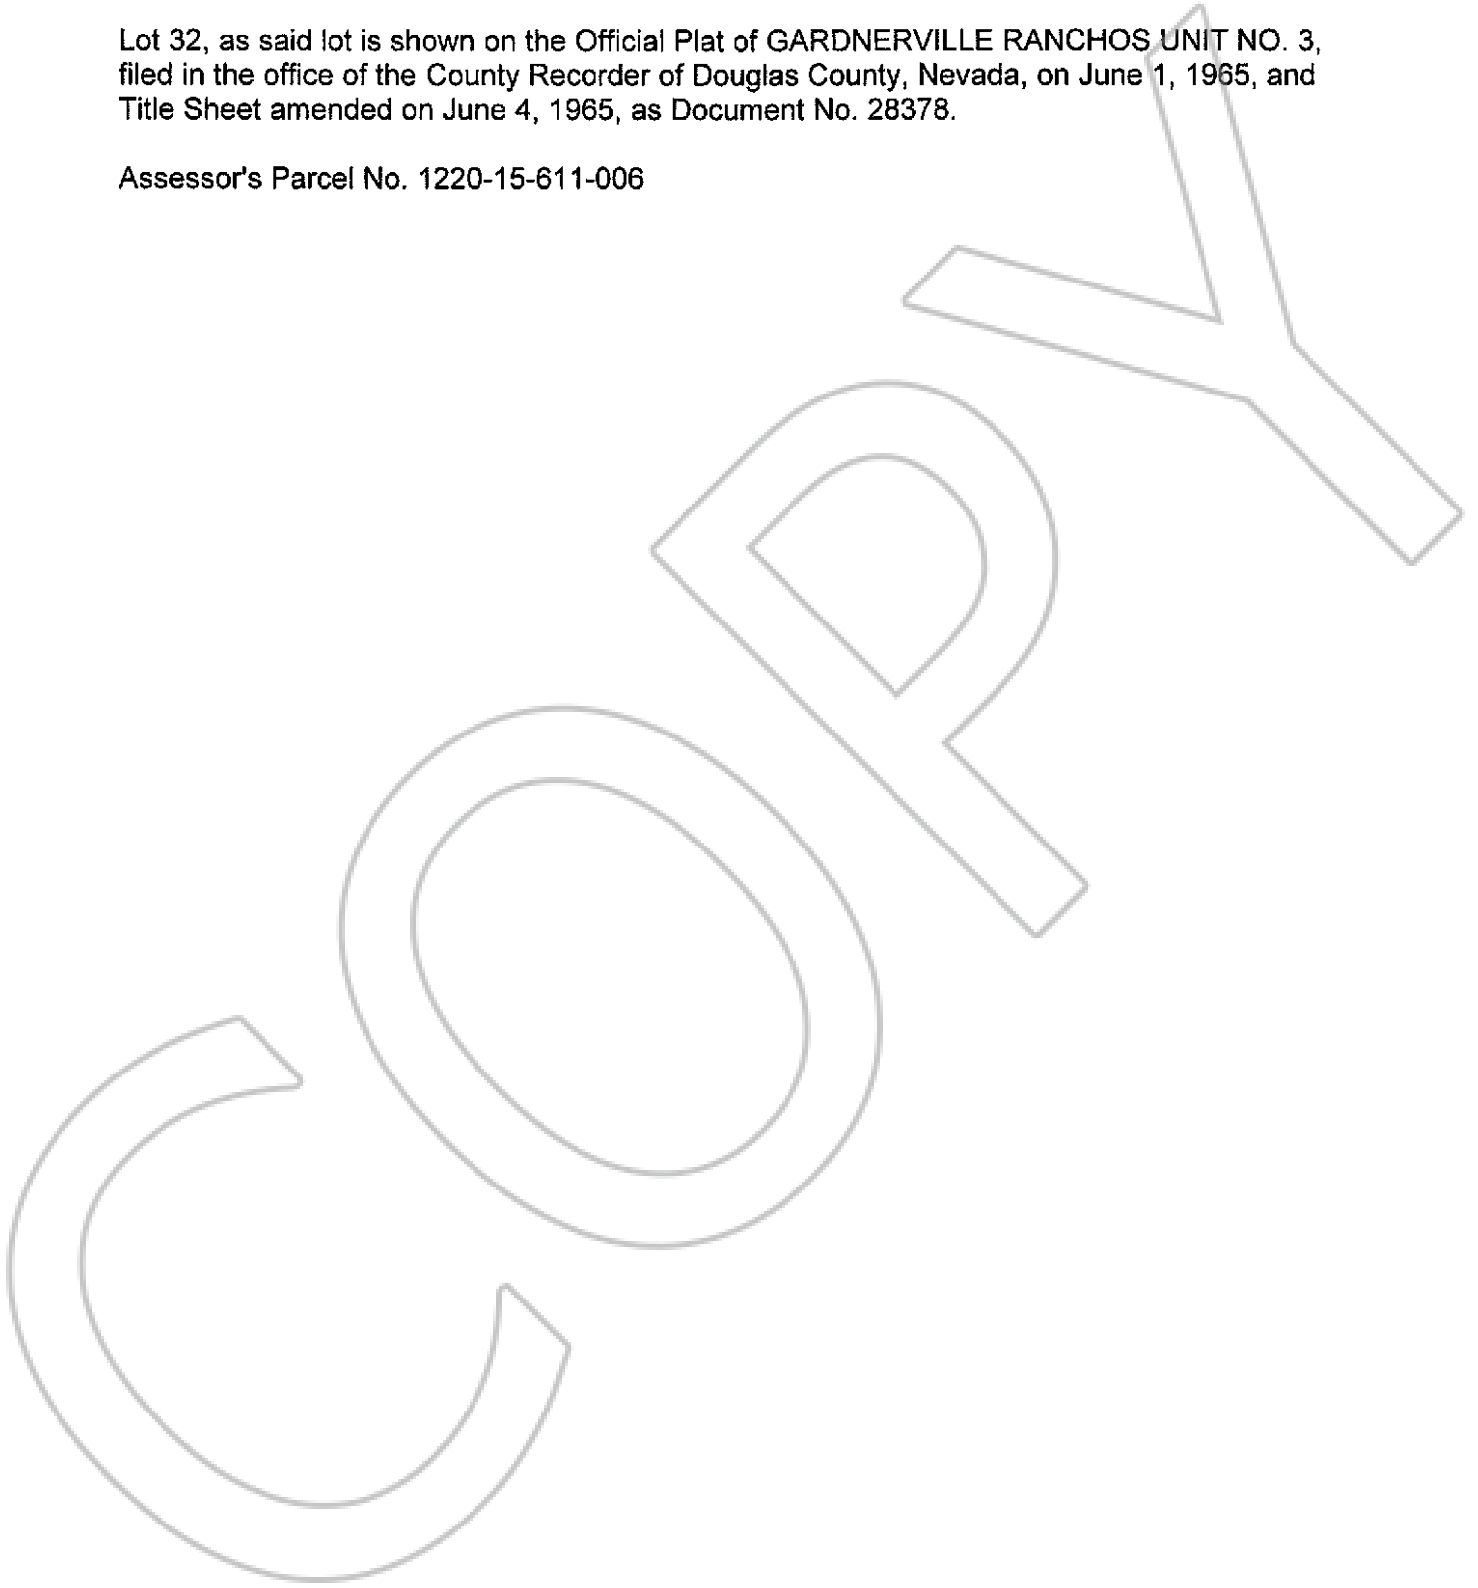 Lot 32, as said lot is shown on the Official Plat of GARDNERVILLE RANCHOS UNIT NO. 3,
filed in the office of the County Recorder of Douglas County, Nevada, on June 1, 1965, and
Title Sheet amended on June 4, 1965, as Document No. 28378.
Assessor's Parcel No. 1220-15-611-006
COPY